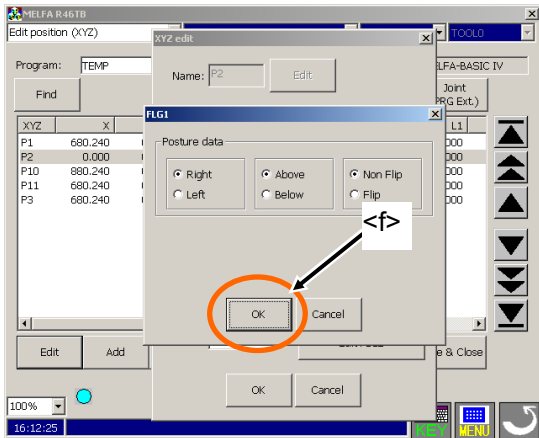 MELFA R46TB
Edit position (XYZ)
TOOL0
XYZ edit
Program: TEMP
LFA-BASIC IV
Name: P2
Edit
Find
Joint
PRG Ext.)
FLG1
XYZ X
L1
P1 680.240
000
P2 0.000
000
P10 880.240
000
P11 680.240
000
P3 680.240
000
Posture data
Right
Above
Non Flip
Left
Below
Flip
<f>
OK
Cancel
Edit
Add
e & Close
OK
Cancel
100%
16:12:25
KEY
MENU